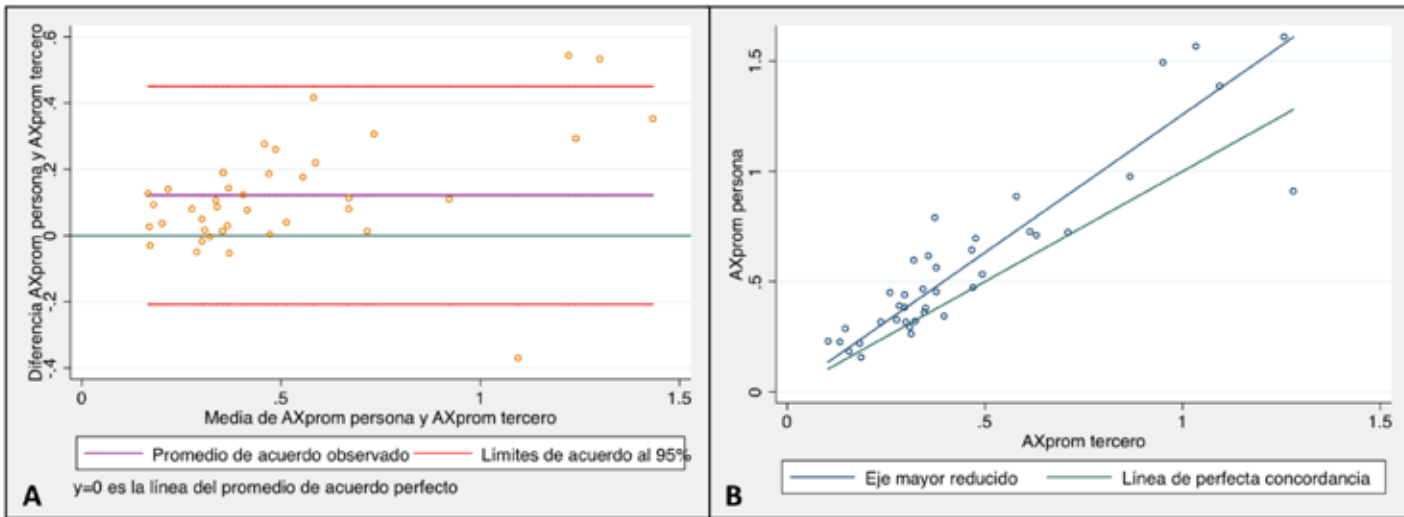 Diferencia AXprom persona y AXprom tercero
.6
.4
.2
0
-.2
-.4
0
.5
1
1.5
Media de AXprom persona y AXprom tercero
Promedio de acuerdo observado
Límites de acuerdo al 95%
y=0 es la línea del promedio de acuerdo perfecto
A
AXprom persona
1.5
1
.5
0
0
.5
1
1.5
AXprom tercero
Eje mayor reducido
Línea de perfecta concordancia
B